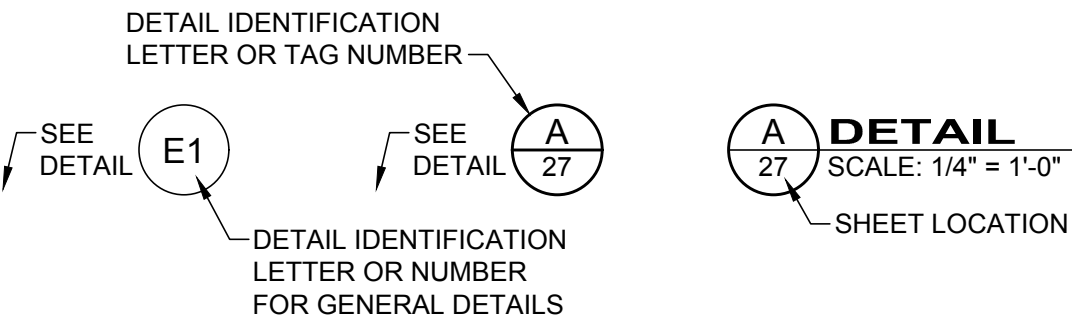 DETAIL IDENTIFICATION
LETTER OR TAG NUMBER
SEE
DETAIL
E1
SEE
DETAIL
A
27
A
27
DETAIL
SCALE: 1/4" = 1'-0"
SHEET LOCATION
DETAIL IDENTIFICATION
LETTER OR NUMBER
FOR GENERAL DETAILS